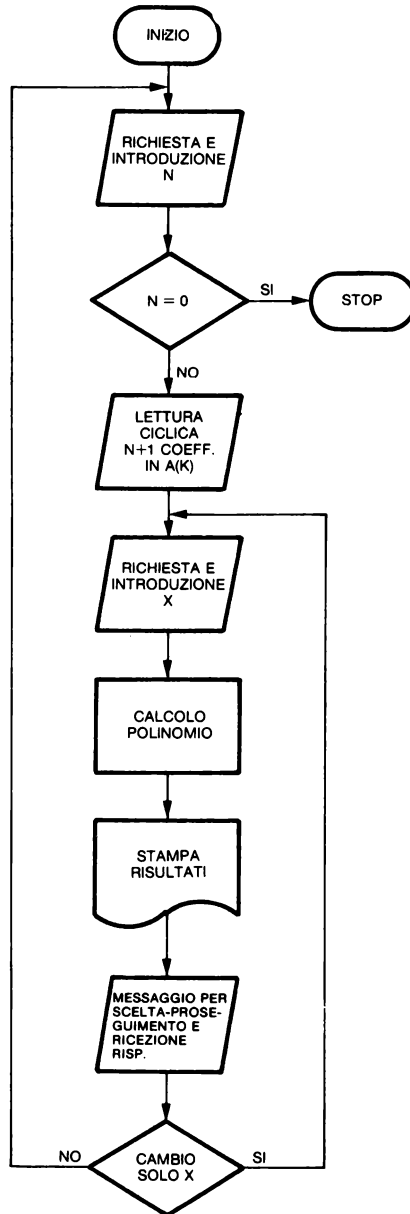 INIZIO
RICHIESTA E
INTRODUZIONE
N
N = 0
SI
STOP
NO
LETTURA
CICLICA
N+1 COEFF.
IN A(K)
RICHIESTA E
INTRODUZIONE
X
CALCOLO
POLINOMIO
STAMPA
RISULTATI
MESSAGGIO PER
SCELTA-PROSE-
GUIMENTO E
RICEZIONE
RISP.
NO
CAMBIO
SOLO X
SI